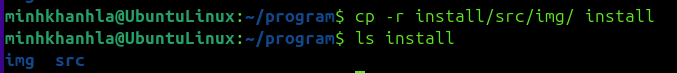 minhkhanhla@UbuntuLinux:~/program$ cp -r install/src/img/ install
minhkhanhla@UbuntuLinux:~/program$ ls install
img  src